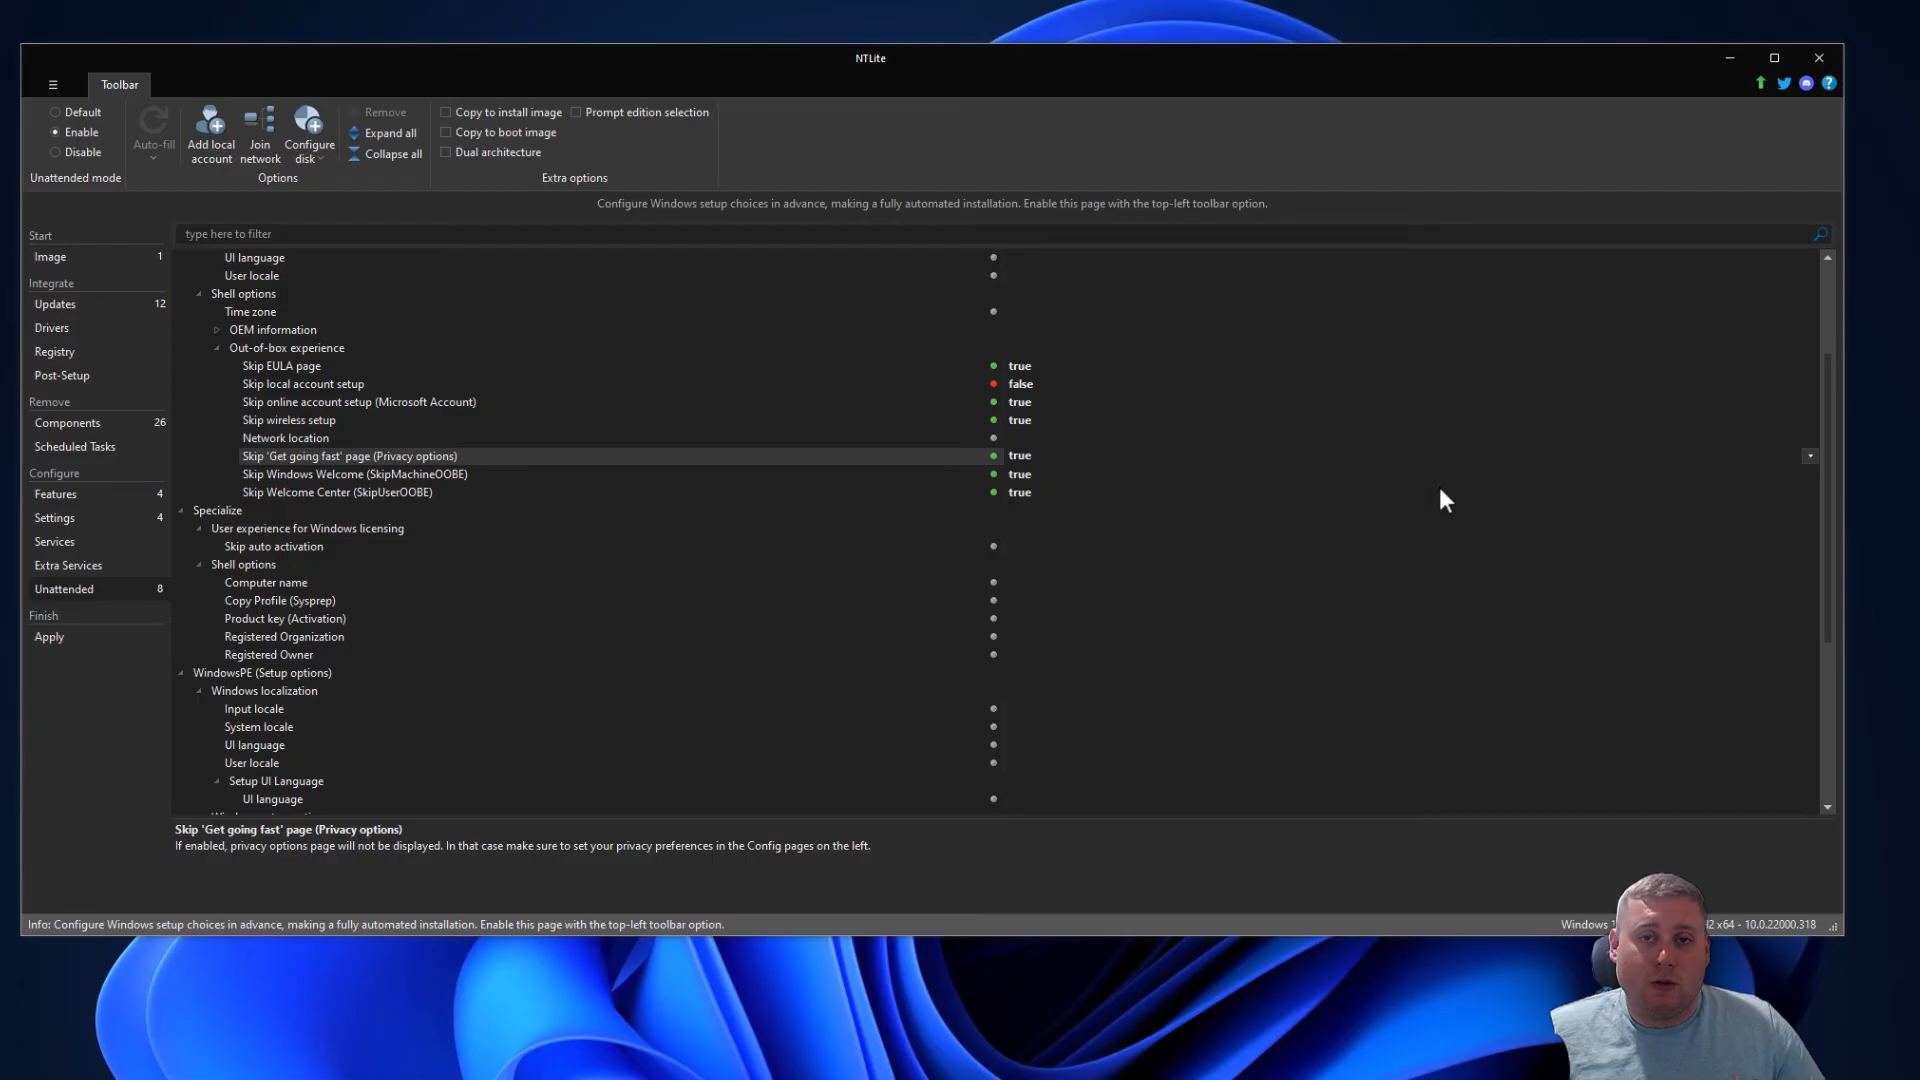 NTLite
Toolbar
Default
Enable
Disable
Unattended mode
Auto-fill
Add local
account
Join
network
Configure
disk
Remove
Expand all
Collapse all
Options
Copy to install image
Prompt edition selection
Copy to boot image
Dual architecture
Extra options
Configure Windows setup choices in advance, making a fully automated installation. Enable this page with the top-left toolbar option.
Start
Image 1
Integrate
Updates 12
Drivers
Registry
Post-Setup
Remove
Components 26
Scheduled Tasks
Configure
Features 4
Settings 4
Services
Extra Services
Unattended 8
Finish
Apply
type here to filter
UI language
User locale
Shell options
Time zone
OEM information
Out-of-box experience
Skip EULA page true
Skip local account setup false
Skip online account setup (Microsoft Account) true
Skip wireless setup true
Network location
Skip 'Get going fast' page (Privacy options) true
Skip Windows Welcome (SkipMachineOOBE) true
Skip Welcome Center (SkipUserOOBE) true
Specialize
User experience for Windows licensing
Skip auto activation
Shell options
Computer name
Copy Profile (Sysprep)
Product key (Activation)
Registered Organization
Registered Owner
WindowsPE (Setup options)
Windows localization
Input locale
System locale
UI language
User locale
Setup UI Language
UI language
Skip 'Get going fast' page (Privacy options)
If enabled, privacy options page will not be displayed. In that case make sure to set your privacy preferences in the Config pages on the left.
Info: Configure Windows setup choices in advance, making a fully automated installation. Enable this page with the top-left toolbar option.
Windows 1
x64 - 10.0.22000.318